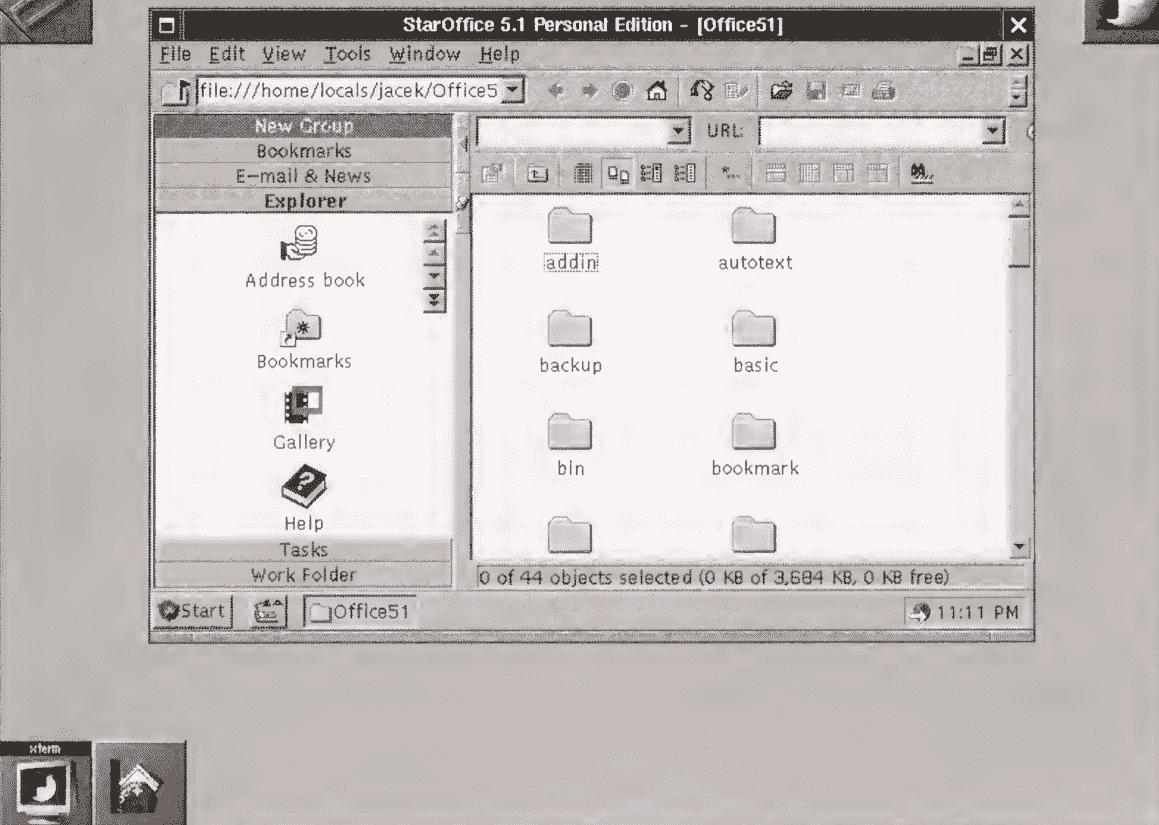 StarOffice 5.1 Personal Edition - [Office51]
File Edit View Tools Window Help
file:///home/locals/jacek/Office5
New Group
Bookmarks
E-mail & News
Explorer
Address book
Bookmarks
Gallery
Help
Tasks
Work Folder
URL:
addin autotext
backup basic
bin bookmark
0 of 44 objects selected (0 KB of 3,684 KB, 0 KB free)
Start Office51 11:11 PM
xterm